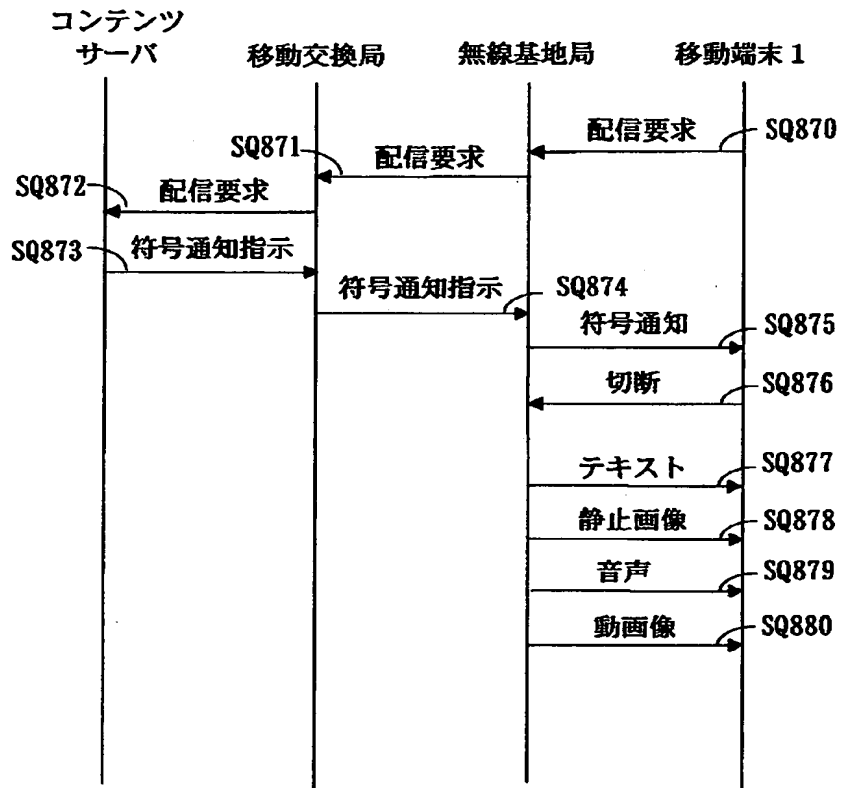 コンテンツ
サーバ
移動交換局
無線基地局
移動端末1
配信要求
SQ870
SQ871
配信要求
SQ872
配信要求
SQ873
符号通知指示
符号通知指示
SQ874
符号通知
SQ875
切断
SQ876
テキスト
SQ877
静止画像
SQ878
音声
SQ879
動画像
SQ880